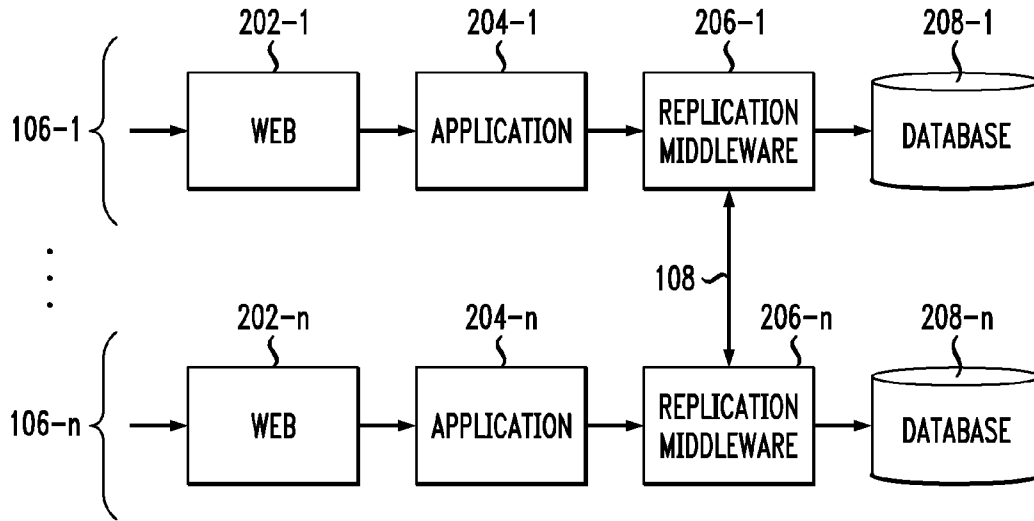 202-1 204-1 206-1 208-1
106-1
WEB
APPLICATION
REPLICATION
MIDDLEWARE
DATABASE
108
202-n 204-n 206-n 208-n
106-n
WEB
APPLICATION
REPLICATION
MIDDLEWARE
DATABASE